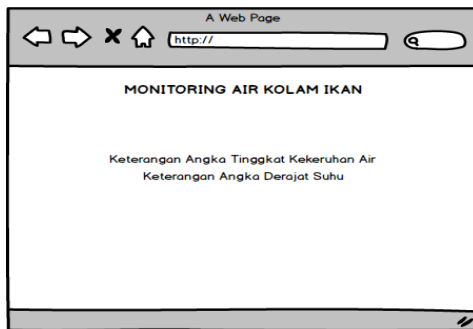 A Web Page
http://
MONITORING AIR KOLAM IKAN
Keterangan Angka Tinggkat Kekeruhan Air
Keterangan Angka Derajat Suhu